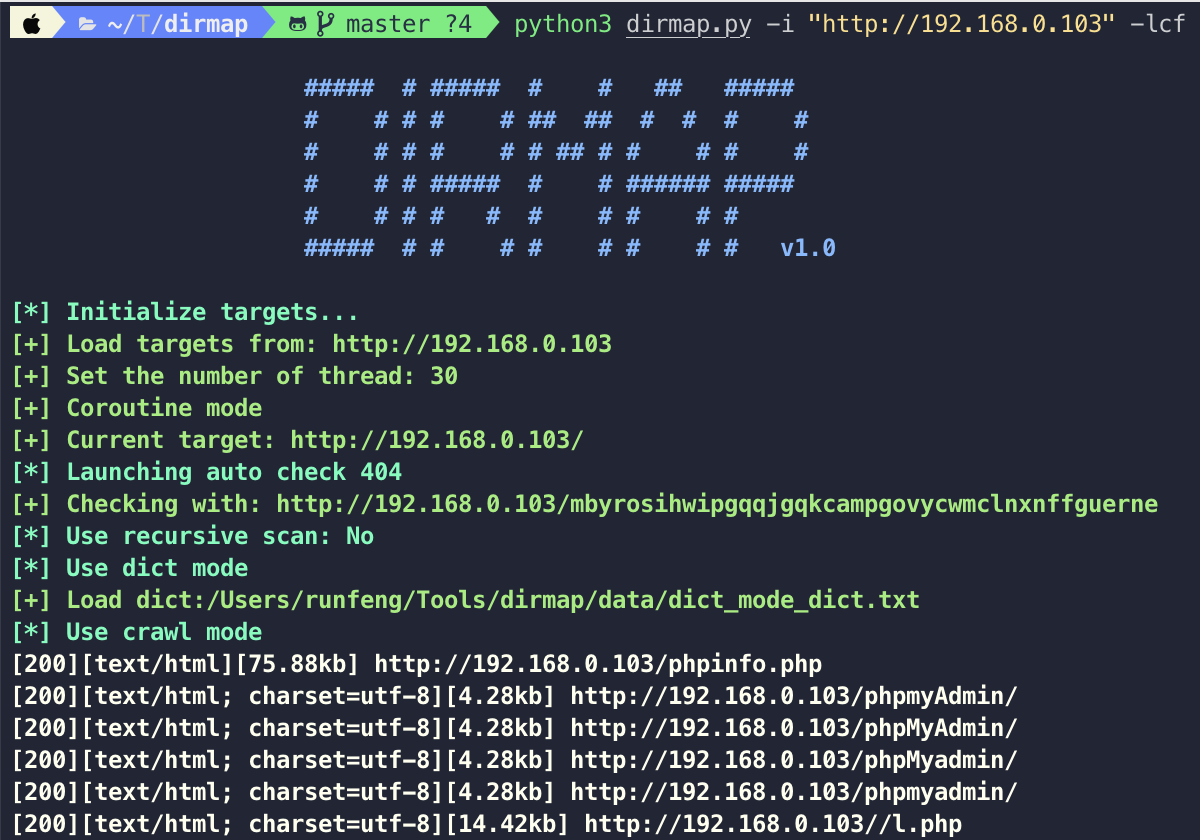 ~/T/dirmap master ?4 python3 dirmap.py -i "http://192.168.0.103" -lcf
##### # ##### # # ## #####
# # # # # ## ## # # # #
# # # # # # ## # # # # #
# # # ##### # # ###### #####
# # # # # # # # # #
##### # # # # # # # # v1.0
[*] Initialize targets...
[+] Load targets from: http://192.168.0.103
[+] Set the number of thread: 30
[+] Coroutine mode
[+] Current target: http://192.168.0.103/
[*] Launching auto check 404
[+] Checking with: http://192.168.0.103/mbyrosihwipgqqjgqkcampgovycwmclnxnffguerne
[*] Use recursive scan: No
[*] Use dict mode
[+] Load dict:/Users/runfeng/Tools/dirmap/data/dict_mode_dict.txt
[*] Use crawl mode
[200][text/html][75.88kb] http://192.168.0.103/phpinfo.php
[200][text/html; charset=utf-8][4.28kb] http://192.168.0.103/phpmyAdmin/
[200][text/html; charset=utf-8][4.28kb] http://192.168.0.103/phpMyAdmin/
[200][text/html; charset=utf-8][4.28kb] http://192.168.0.103/phpMyadmin/
[200][text/html; charset=utf-8][4.28kb] http://192.168.0.103/phpmyadmin/
[200][text/html; charset=utf-8][14.42kb] http://192.168.0.103//l.php